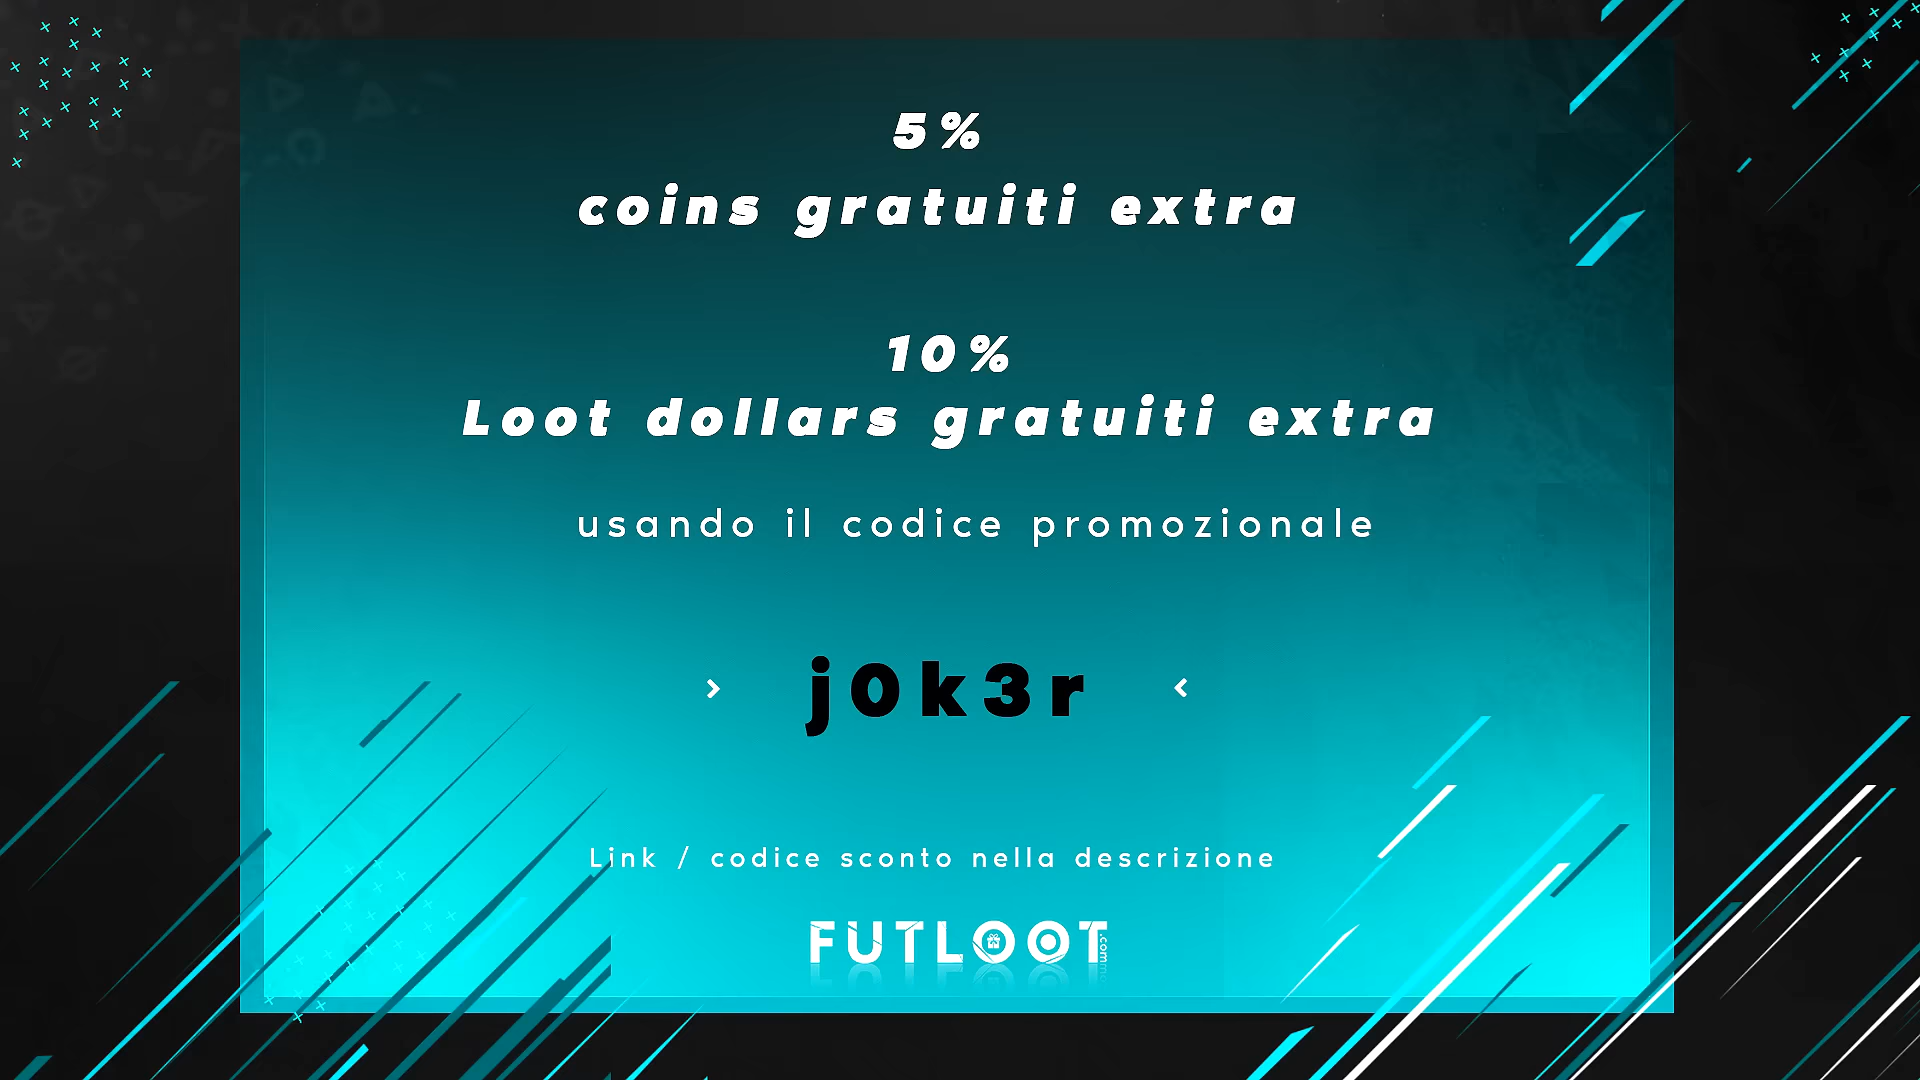 5%
coins gratuiti extra
10%
Loot dollars gratuiti extra
usando il codice promozionale
› j0k3r ‹
Link / codice sconto nella descrizione
FUTLOOT.com